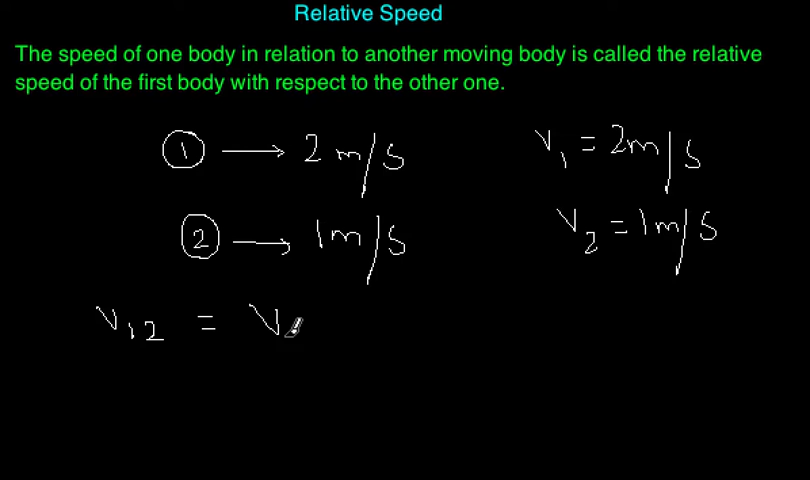 Relative Speed
The speed of one body in relation to another moving body is called the relative
speed of the first body with respect to the other one.
① → 2 m/s V₁ = 2m/s
② → 1m/s V₂ = 1m/s
V₁₂ = V